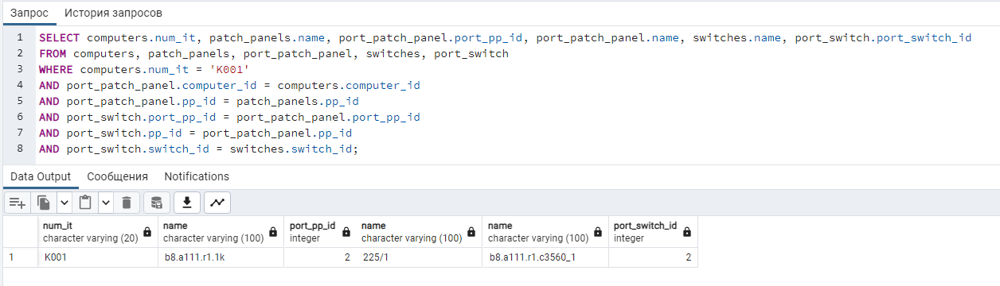 Запрос История запросов
1 SELECT computers.num_it, patch_panels.name, port_patch_panel.port_pp_id, port_patch_panel.name, switches.name, port_switch.port_switch_id
2 FROM computers, patch_panels, port_patch_panel, switches, port_switch
3 WHERE computers.num_it = 'K001'
4 AND port_patch_panel.computer_id = computers.computer_id
5 AND port_patch_panel.pp_id = patch_panels.pp_id
6 AND port_switch.port_pp_id = port_patch_panel.port_pp_id
7 AND port_switch.pp_id = port_patch_panel.pp_id
8 AND port_switch.switch_id = switches.switch_id;
Data Output Сообщения Notifications
num_it name port_pp_id name name port_switch_id
character varying (20) character varying (100) integer character varying (100) character varying (100) integer
1 K001 b8.a111.r1.1k 2 225/1 b8.a111.r1.c3560_1 2